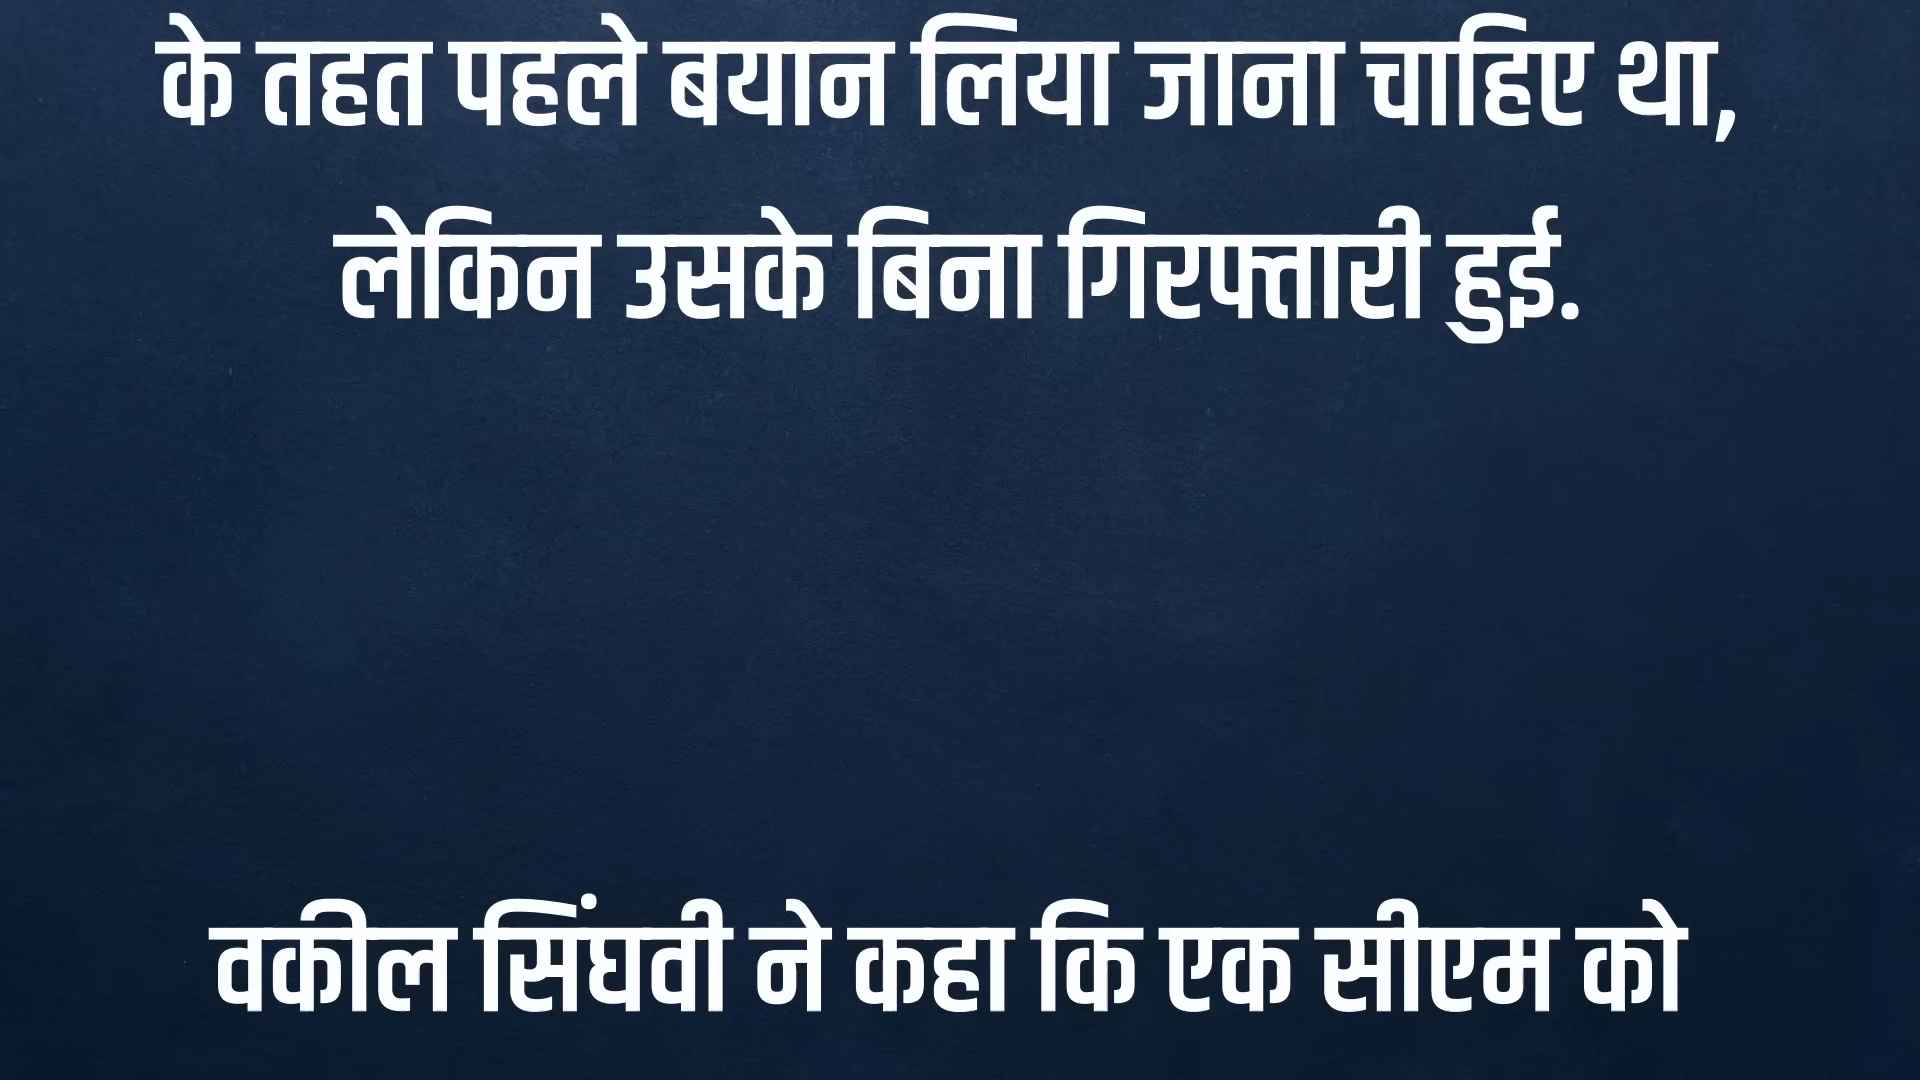 के तहत पहले बयान लिया जाना चाहिए था,
लेकिन उसके बिना गिरफ्तारी हुई.
वकील सिंघवी ने कहा कि एक सीएम को